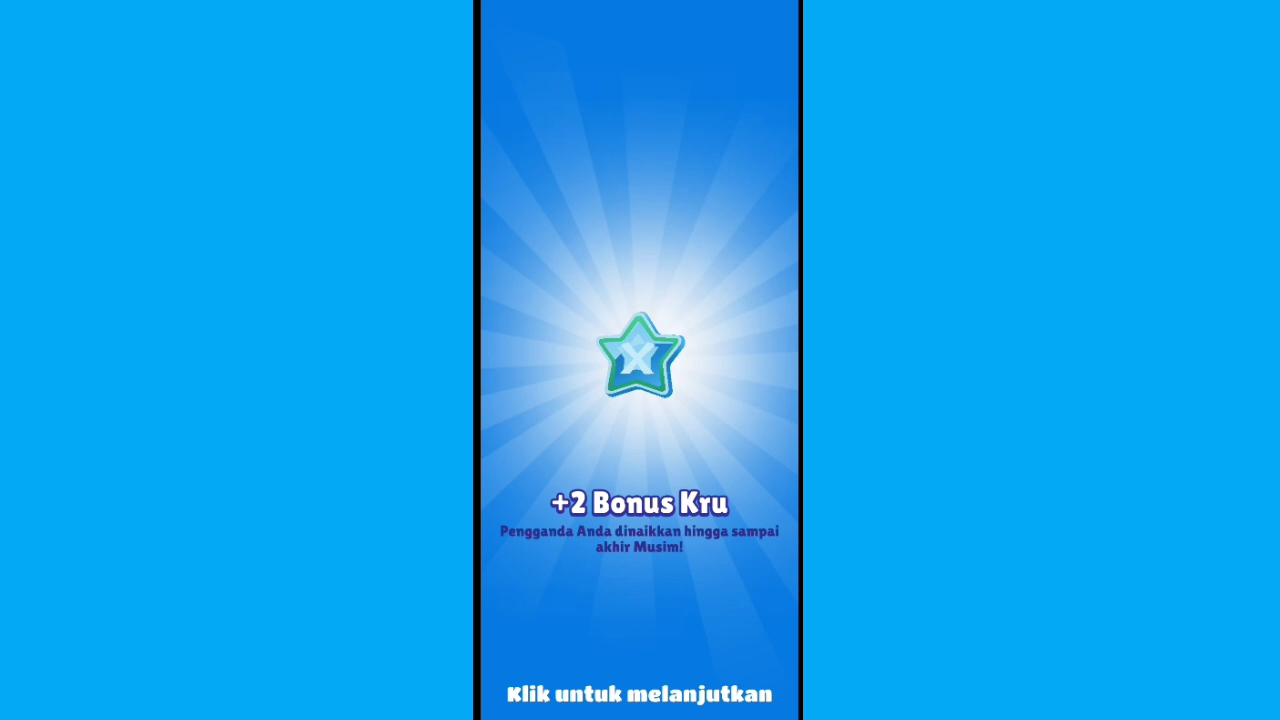 X
+2 Bonus Kru
Pengganda Anda dinaikkan hingga sampai
akhir Musim!
Klik untuk melanjutkan